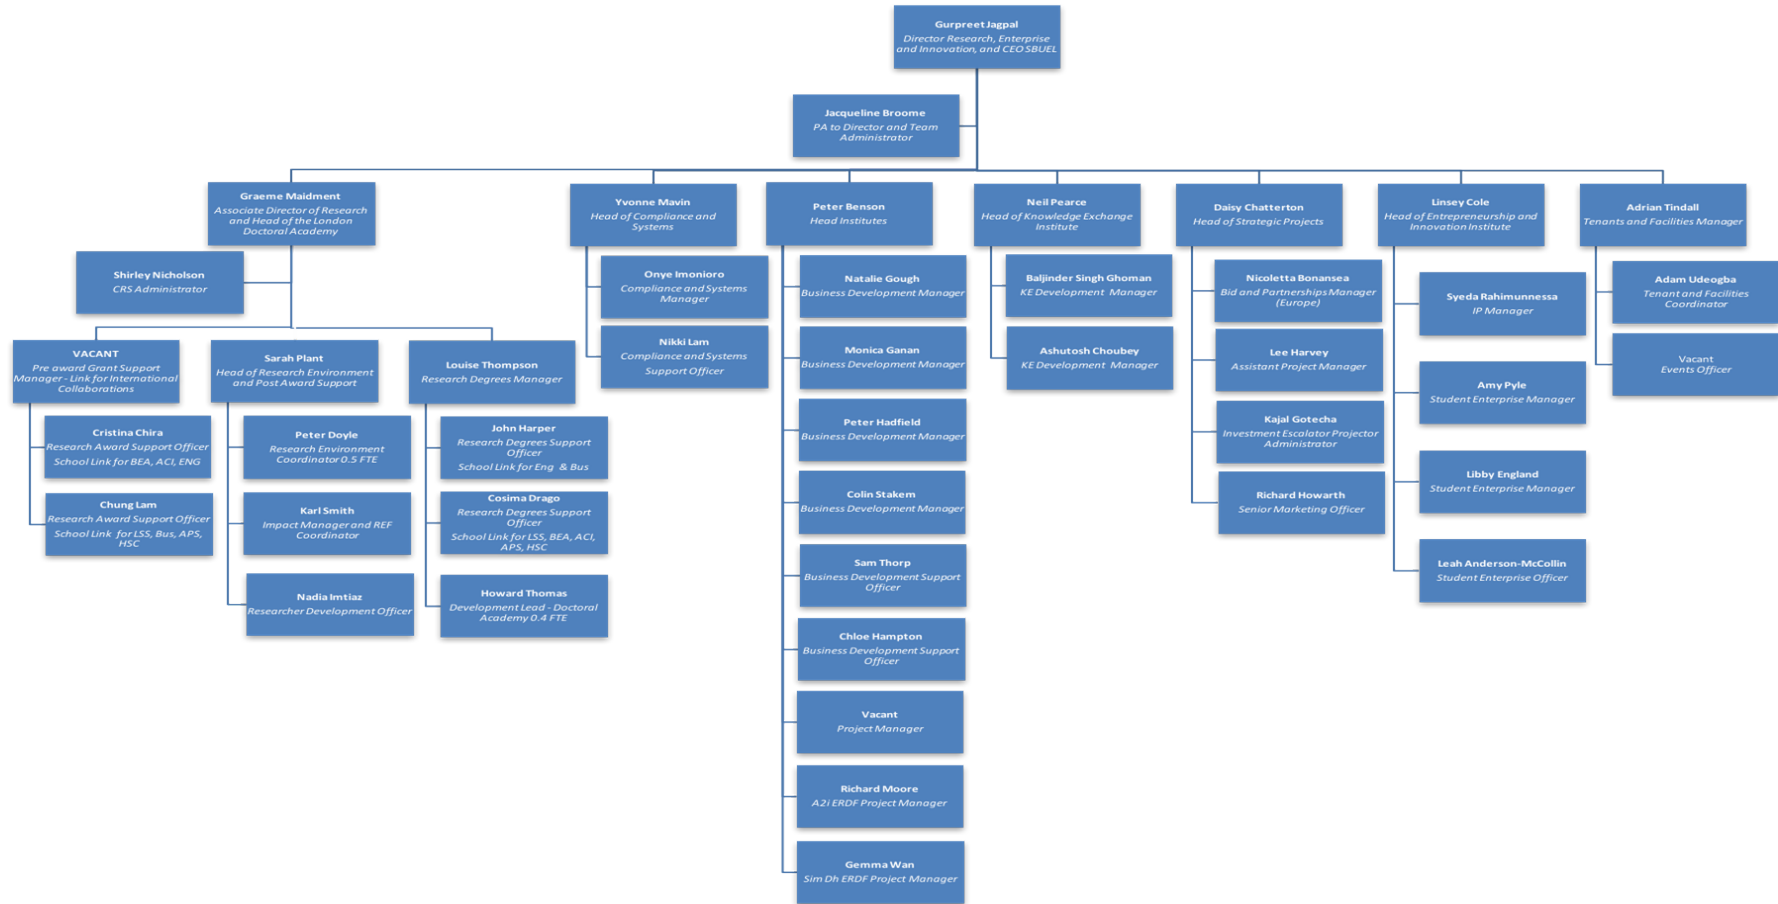 Gurpreet Jagpal
Director Research, Enterprise
and Innovation, and CEO SBUEL
Jacqueline Broome
PA to Director and Team
Administrator
Graeme Maidment
Associate Director of Research
and Head of the London
Doctoral Academy
Shirley Nicholson
CRS Administrator
VACANT
Pre award Grant Support
Manager - Link for International
Collaborations
Cristina Chira
Research Award Support Officer
School Link for BEA, ACI, ENG
Chung Lam
Research Award Support Officer
School Link for LSS, Bus, APS,
HSC
Sarah Plant
Head of Research Environment
and Post Award Support
Peter Doyle
Research Environment
Coordinator 0.5 FTE
Karl Smith
Impact Manager and REF
Coordinator
Nadia Imtiaz
Researcher Development Officer
Louise Thompson
Research Degrees Manager
John Harper
Research Degrees Support
Officer
School Link for Eng & Bus
Cosima Drago
Research Degrees Support
Officer
School Link for LSS, BEA, ACI,
APS, HSC
Howard Thomas
Development Lead - Doctoral
Academy 0.4 FTE
Yvonne Mavin
Head of Compliance and
Systems
Onye Imonioro
Compliance and Systems
Manager
Nikki Lam
Compliance and Systems
Support Officer
Peter Benson
Head Institutes
Natalie Gough
Business Development Manager
Monica Ganan
Business Development Manager
Peter Hadfield
Business Development Manager
Colin Stakem
Business Development Manager
Sam Thorp
Business Development Support
Officer
Chloe Hampton
Business Development Support
Officer
Vacant
Project Manager
Richard Moore
A2i ERDF Project Manager
Gemma Wan
Sim Dh ERDF Project Manager
Neil Pearce
Head of Knowledge Exchange
Institute
Baljinder Singh Ghoman
KE Development Manager
Ashutosh Choubey
KE Development Manager
Daisy Chatterton
Head of Strategic Projects
Nicoletta Bonansea
Bid and Partnerships Manager
(Europe)
Lee Harvey
Assistant Project Manager
Kajal Gotecha
Investment Escalator Projector
Administrator
Richard Howarth
Senior Marketing Officer
Linsey Cole
Head of Entrepreneurship and
Innovation Institute
Syeda Rahimunnessa
IP Manager
Amy Pyle
Student Enterprise Manager
Libby England
Student Enterprise Manager
Leah Anderson-McCollin
Student Enterprise Officer
Adrian Tindall
Tenants and Facilities Manager
Adam Udeogba
Tenant and Facilities
Coordinator
Vacant
Events Officer